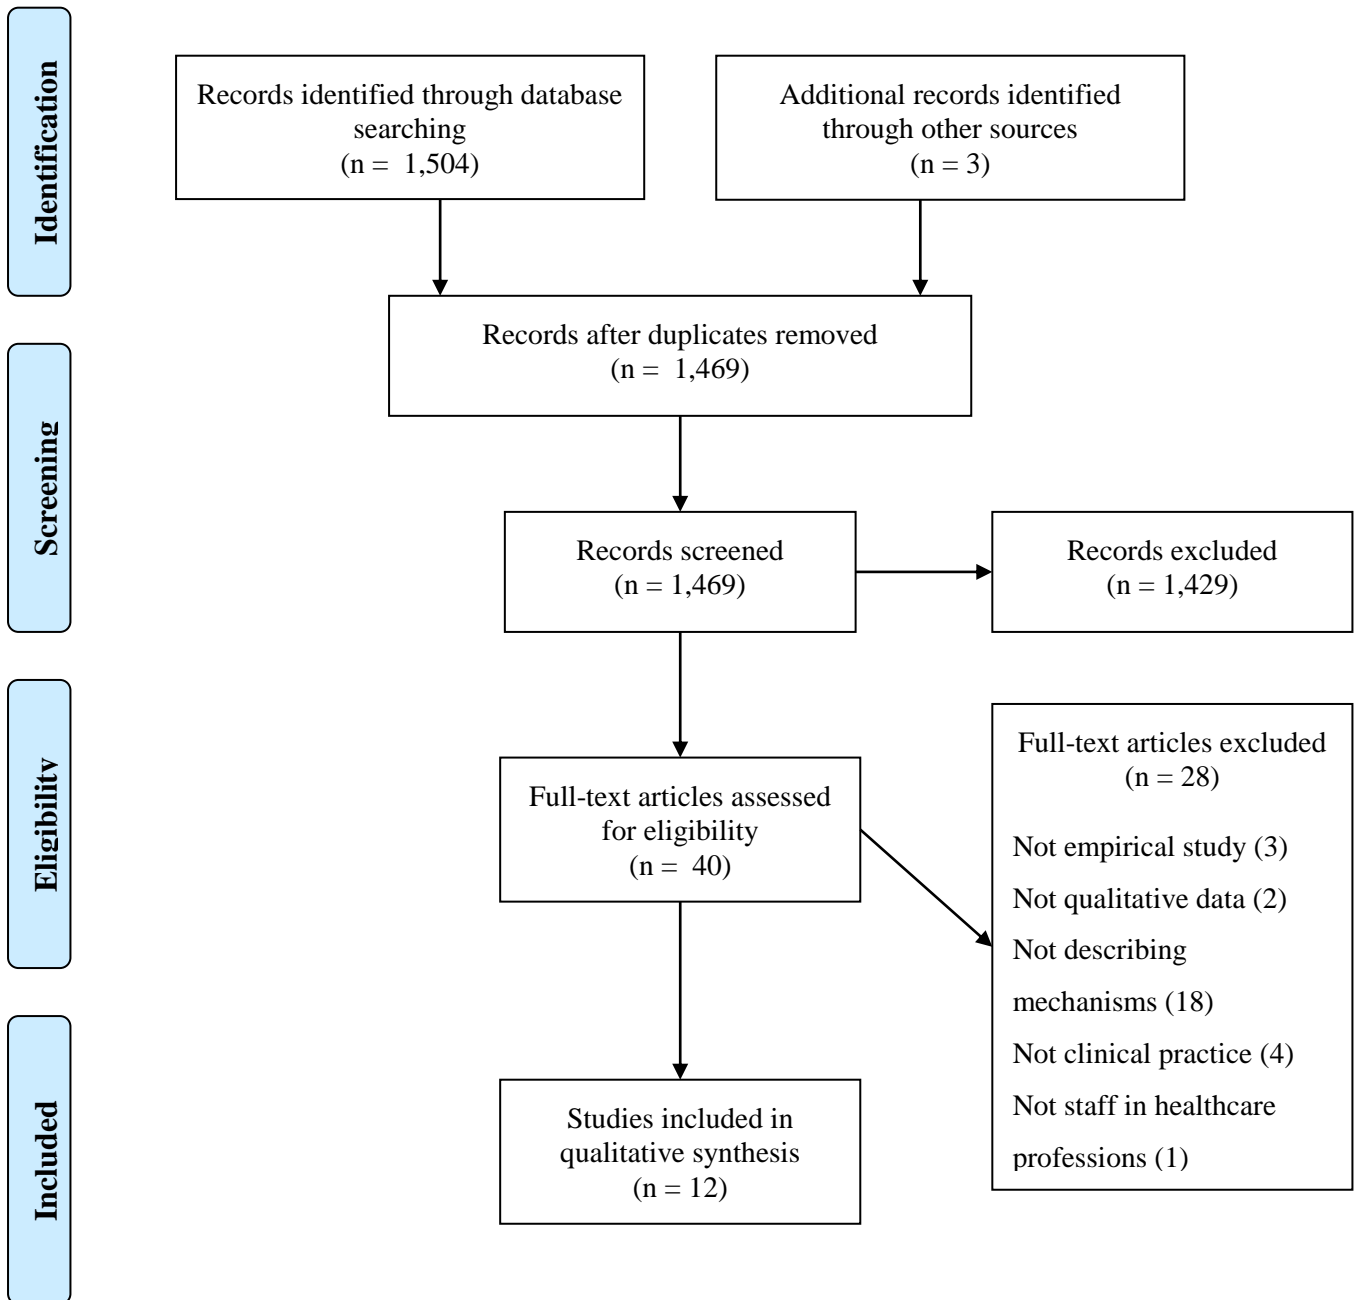 Identification
Records identified through database
searching
(n = 1,504)
Additional records identified
through other sources
(n = 3)
Records after duplicates removed
(n = 1,469)
Screening
Records screened
(n = 1,469)
Records excluded
(n = 1,429)
Eligibility
Full-text articles assessed
for eligibility
(n = 40)
Full-text articles excluded
(n = 28)
Not empirical study (3)
Not qualitative data (2)
Not describing
mechanisms (18)
Not clinical practice (4)
Not staff in healthcare
professions (1)
Included
Studies included in
qualitative synthesis
(n = 12)